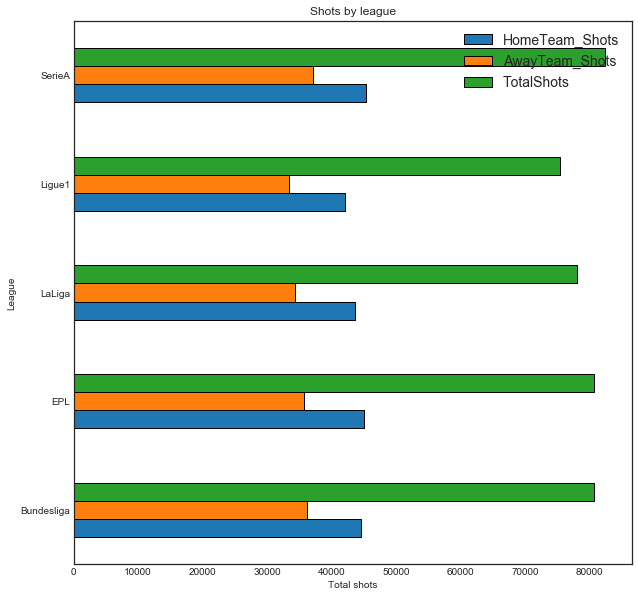 Shots by league
HomeTeam_Shots
AwayTeam_Shots
TotalShots
SerieA
Ligue1
LaLiga
EPL
Bundesliga
League
0 10000 20000 30000 40000 50000 60000 70000 80000
Total shots